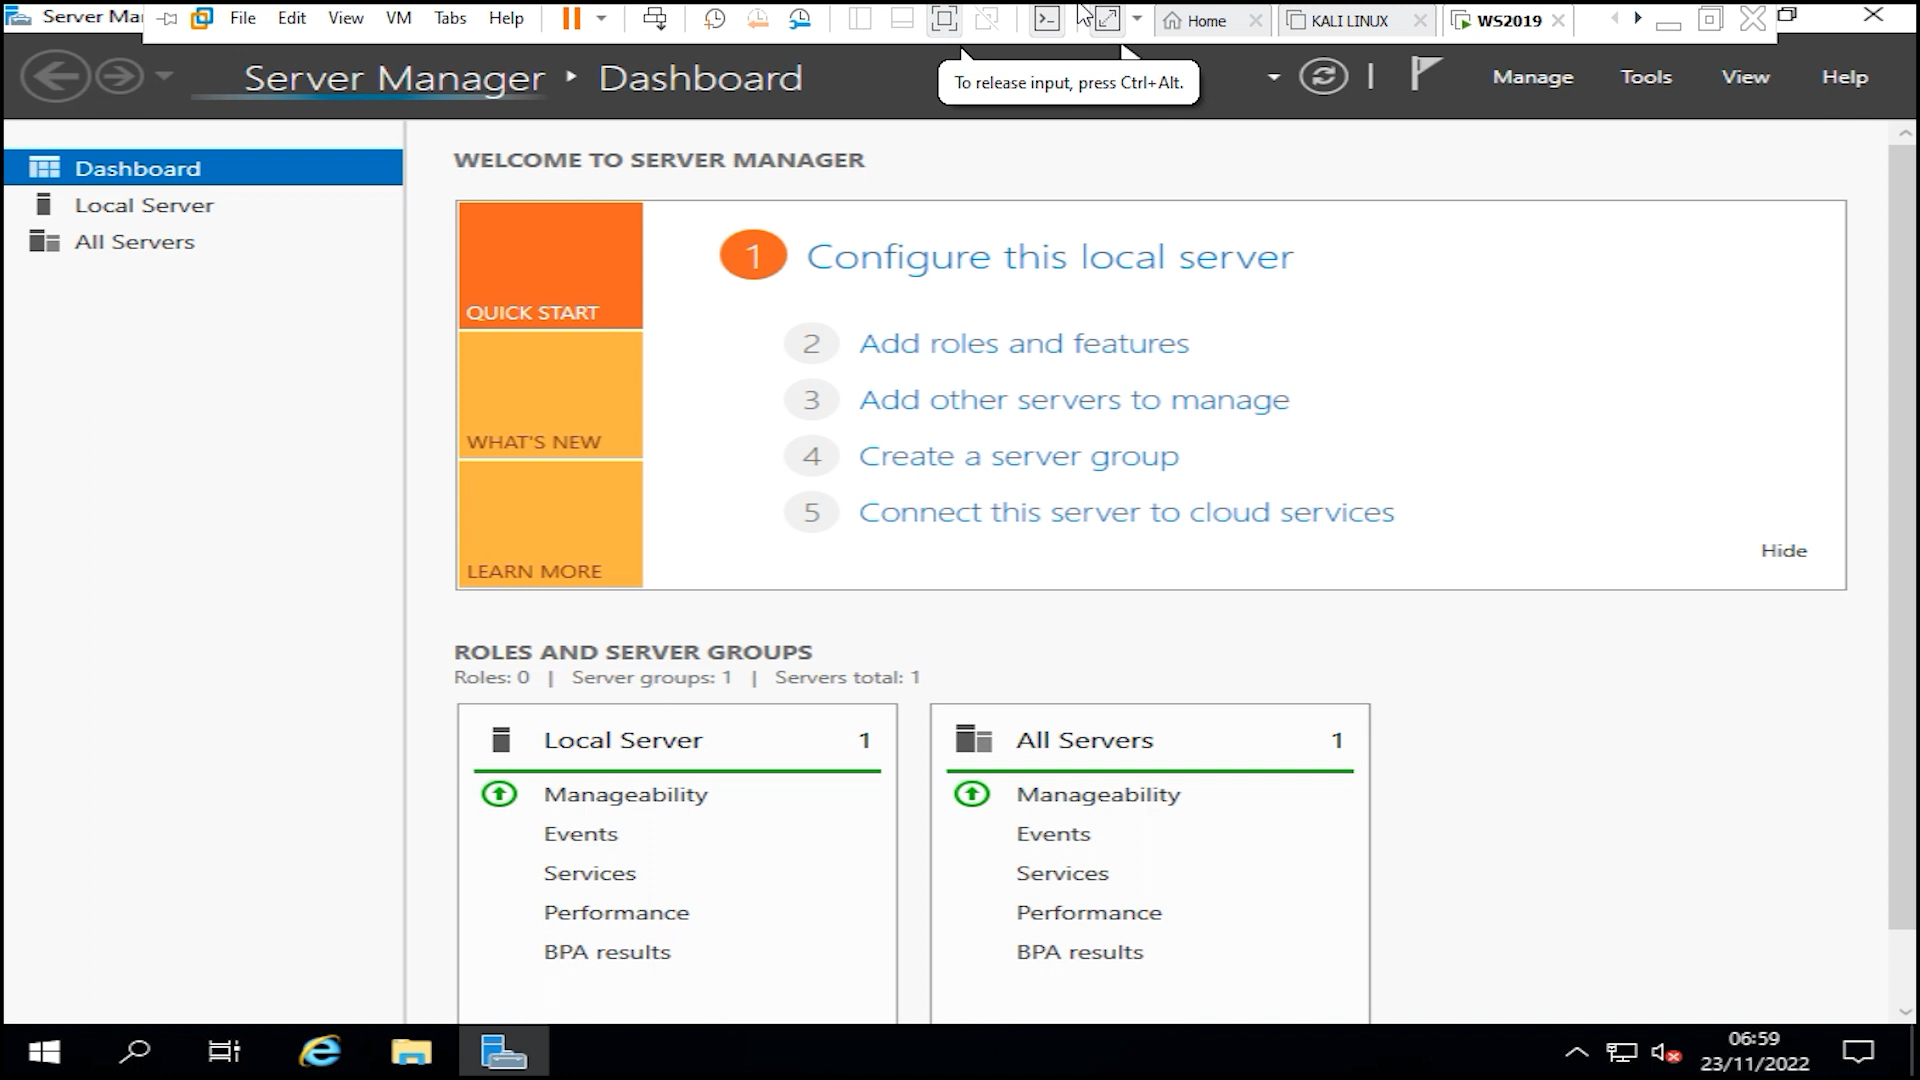 Server Ma
File Edit View VM Tabs Help
Home
KALI LINUX
WS2019
Server Manager Dashboard
To release input, press Ctrl+Alt.
Manage Tools View Help
Dashboard
Local Server
All Servers
WELCOME TO SERVER MANAGER
QUICK START
WHAT'S NEW
LEARN MORE
1 Configure this local server
2 Add roles and features
3 Add other servers to manage
4 Create a server group
5 Connect this server to cloud services
Hide
ROLES AND SERVER GROUPS
Roles: 0 | Server groups: 1 | Servers total: 1
Local Server 1
Manageability
Events
Services
Performance
BPA results
All Servers 1
Manageability
Events
Services
Performance
BPA results
06:59
23/11/2022